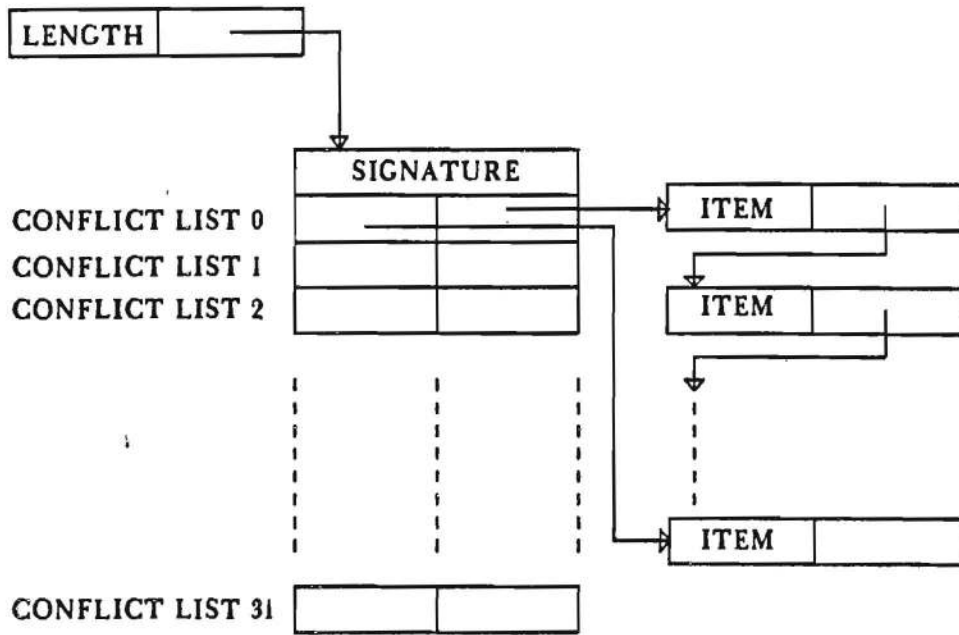 LENGTH
SIGNATURE
CONFLICT LIST 0
ITEM
CONFLICT LIST 1
CONFLICT LIST 2
ITEM
ITEM
CONFLICT LIST 31